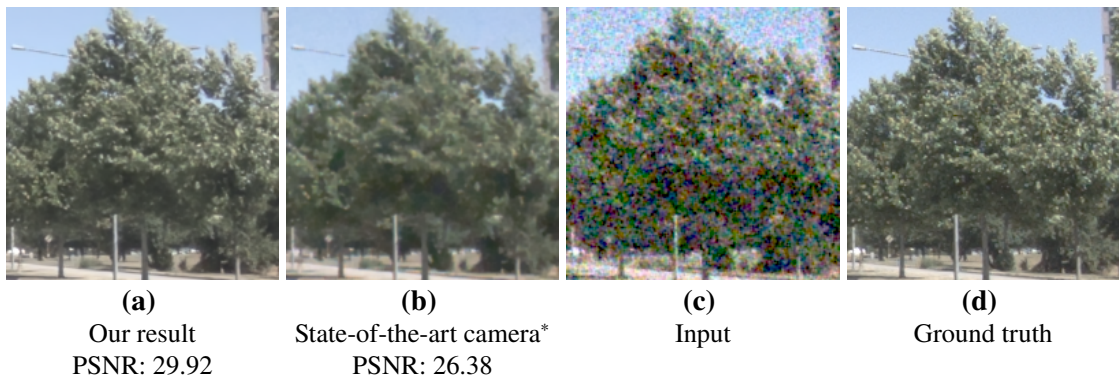 (a)
Our result
PSNR: 29.92
(b)
State-of-the-art camera*
PSNR: 26.38
(c)
Input
(d)
Ground truth